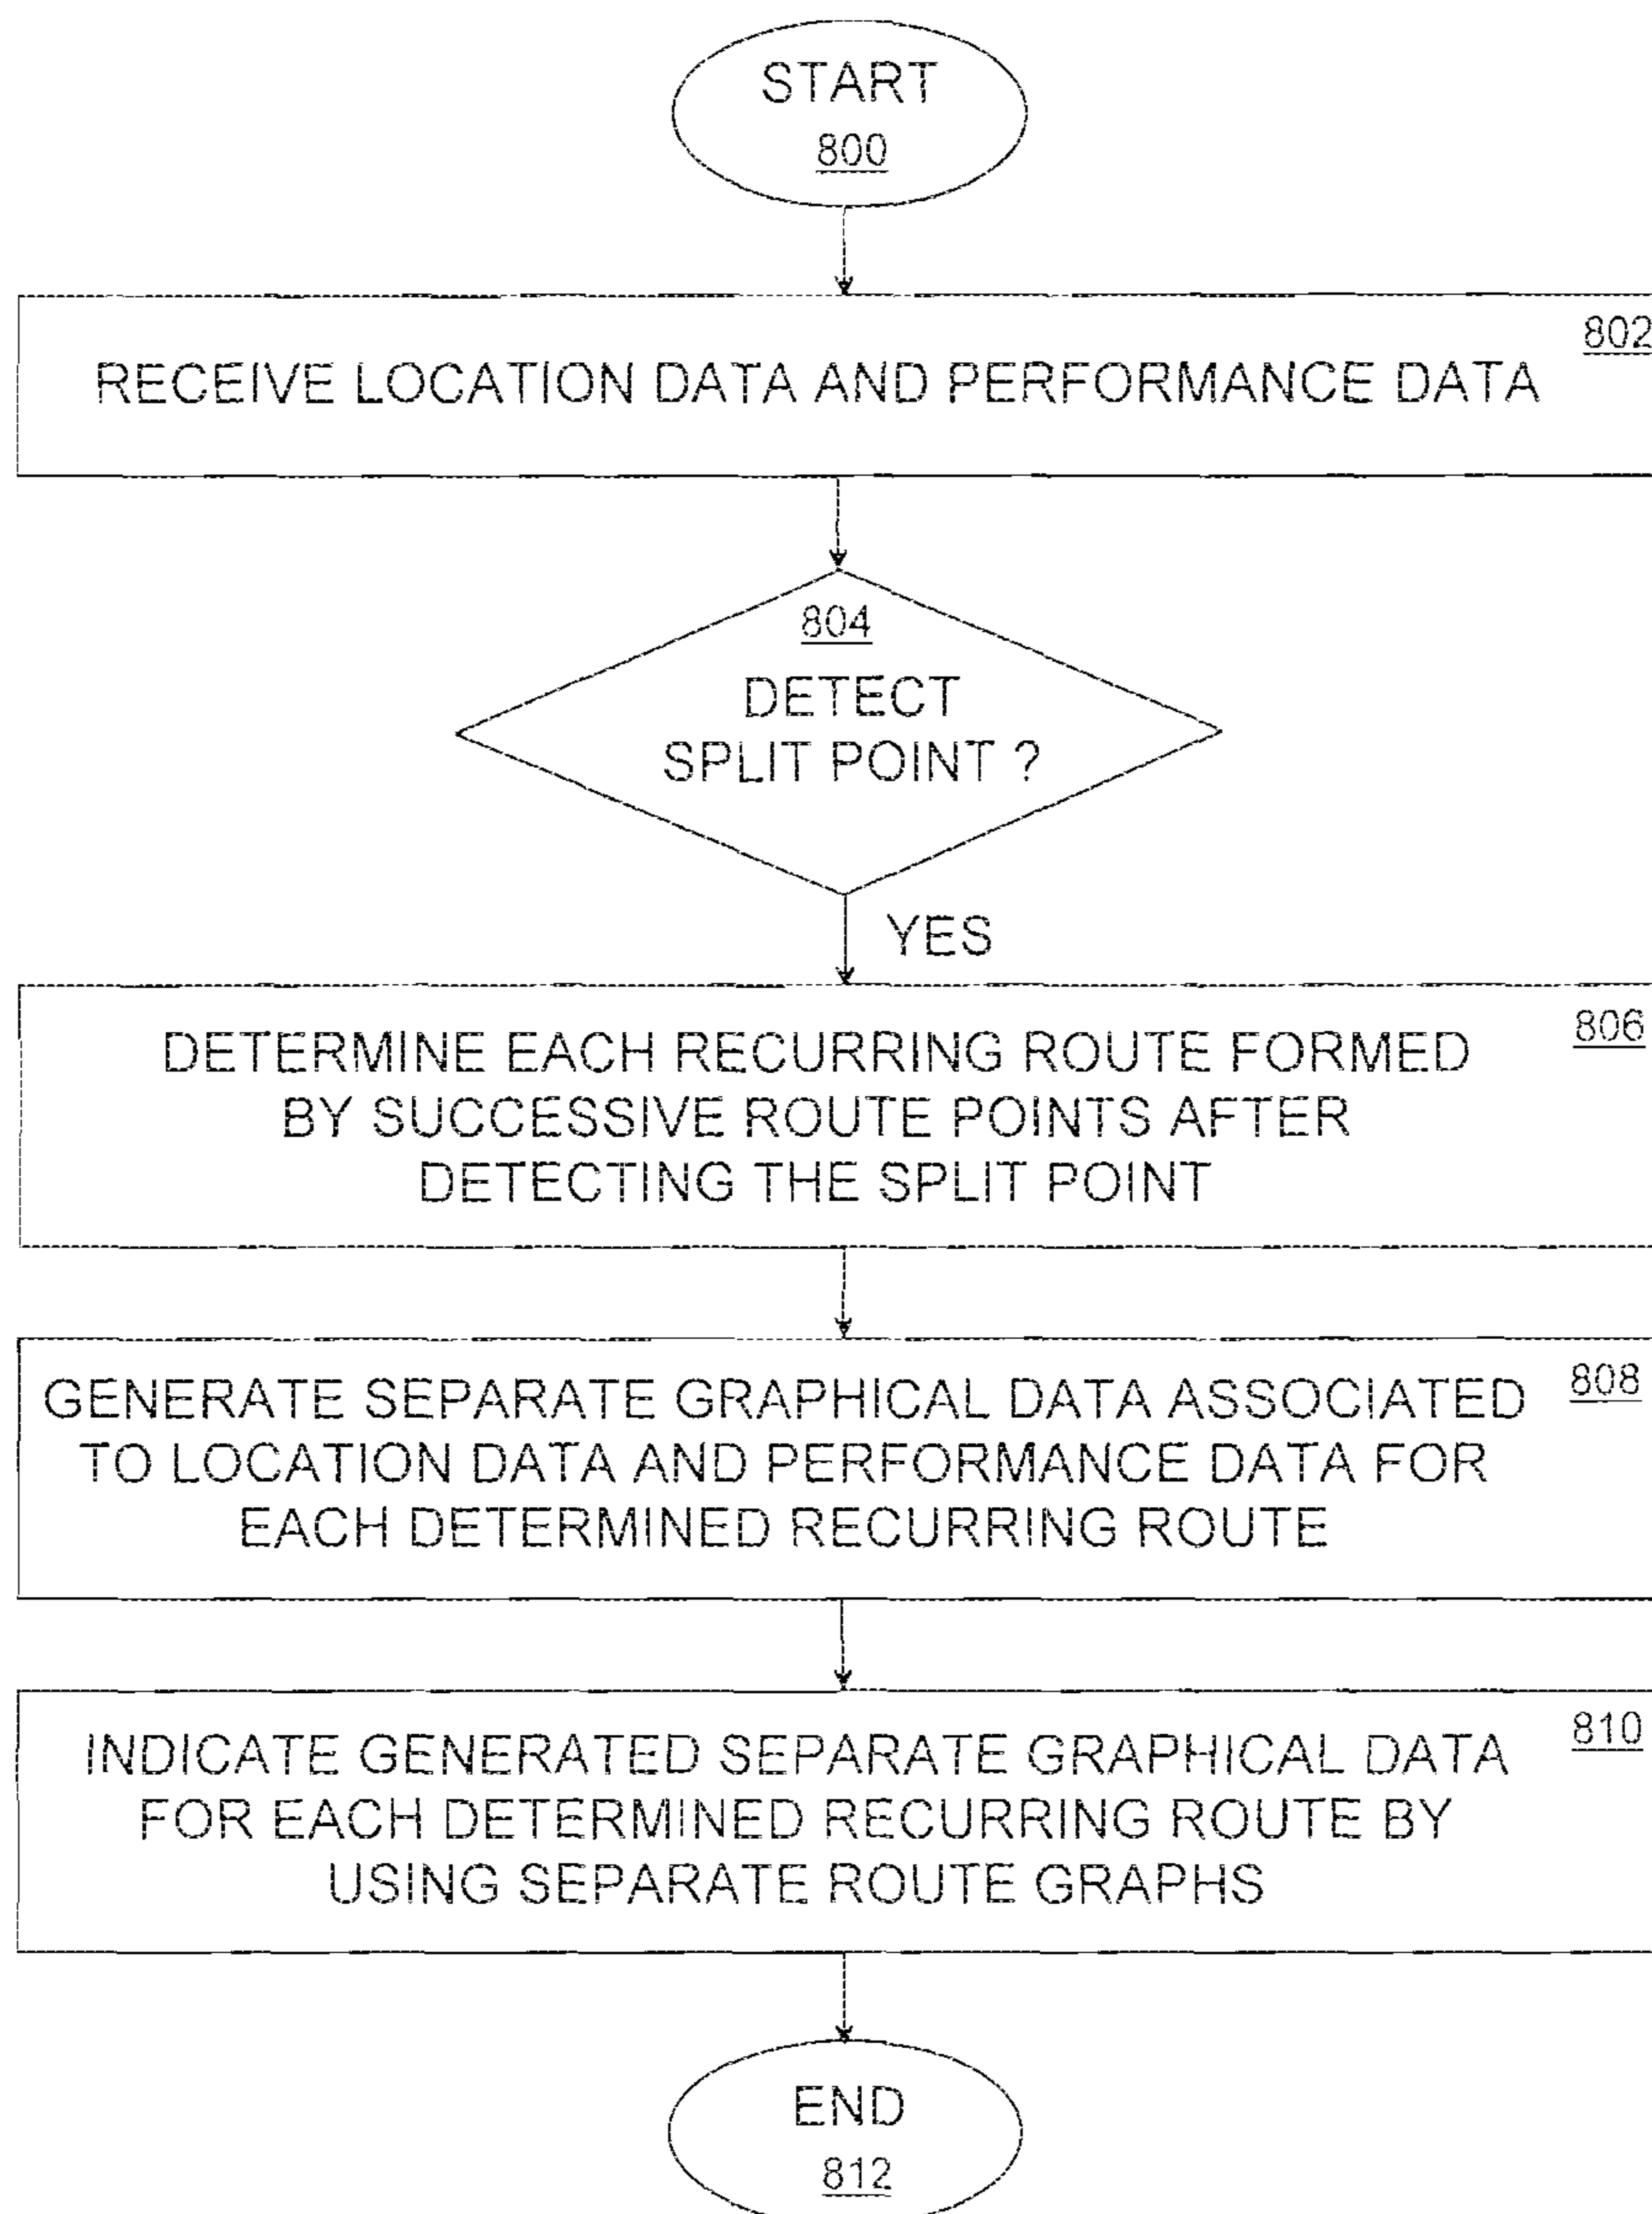 START
800
802
RECEIVE LOCATION DATA AND PERFORMANCE DATA
804
DETECT
SPLIT POINT ?
YES
806
DETERMINE EACH RECURRING ROUTE FORMED
BY SUCCESSIVE ROUTE POINTS AFTER
DETECTING THE SPLIT POINT
808
GENERATE SEPARATE GRAPHICAL DATA ASSOCIATED
TO LOCATION DATA AND PERFORMANCE DATA FOR
EACH DETERMINED RECURRING ROUTE
810
INDICATE GENERATED SEPARATE GRAPHICAL DATA
FOR EACH DETERMINED RECURRING ROUTE BY
USING SEPARATE ROUTE GRAPHS
END
812